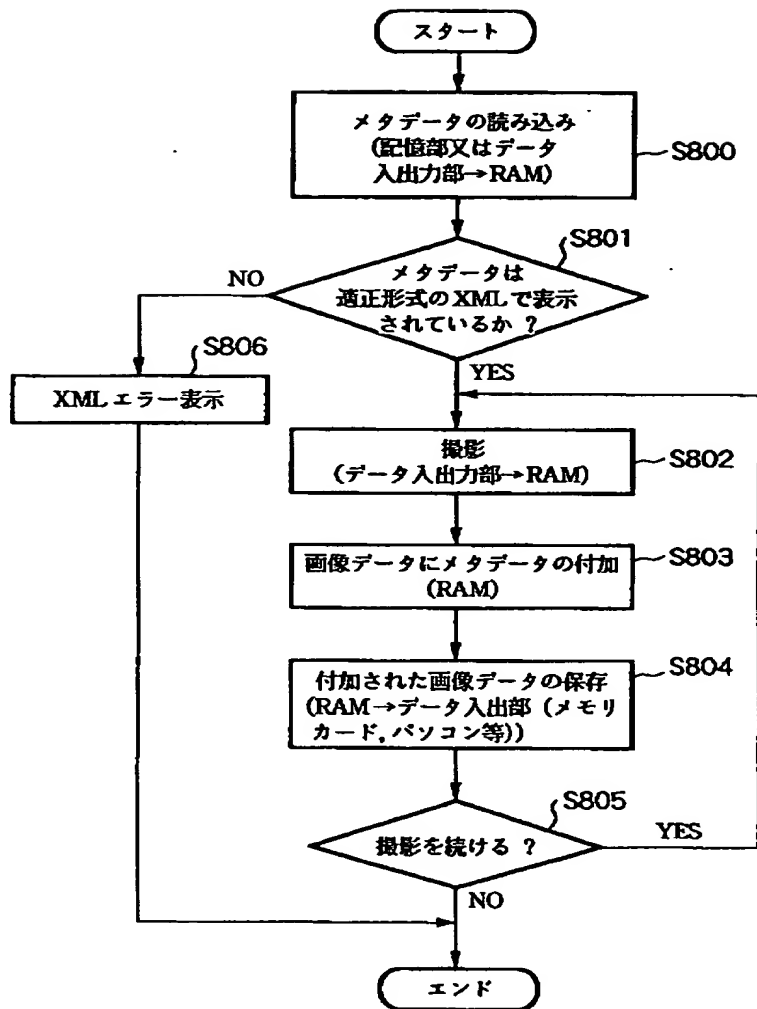 スタート
メタデータの読み込み
(記憶部又はデータ
入出力部→RAM)
S800
S801
メタデータは
適正形式のXMLで表示
されているか ?
NO
YES
S806
XMLエラー表示
撮影
(データ入出力部→RAM)
S802
画像データにメタデータの付加
(RAM)
S803
付加された画像データの保存
(RAM→データ入出部 (メモリ
カード,パソコン等))
S804
S805
撮影を続ける ?
YES
NO
エンド